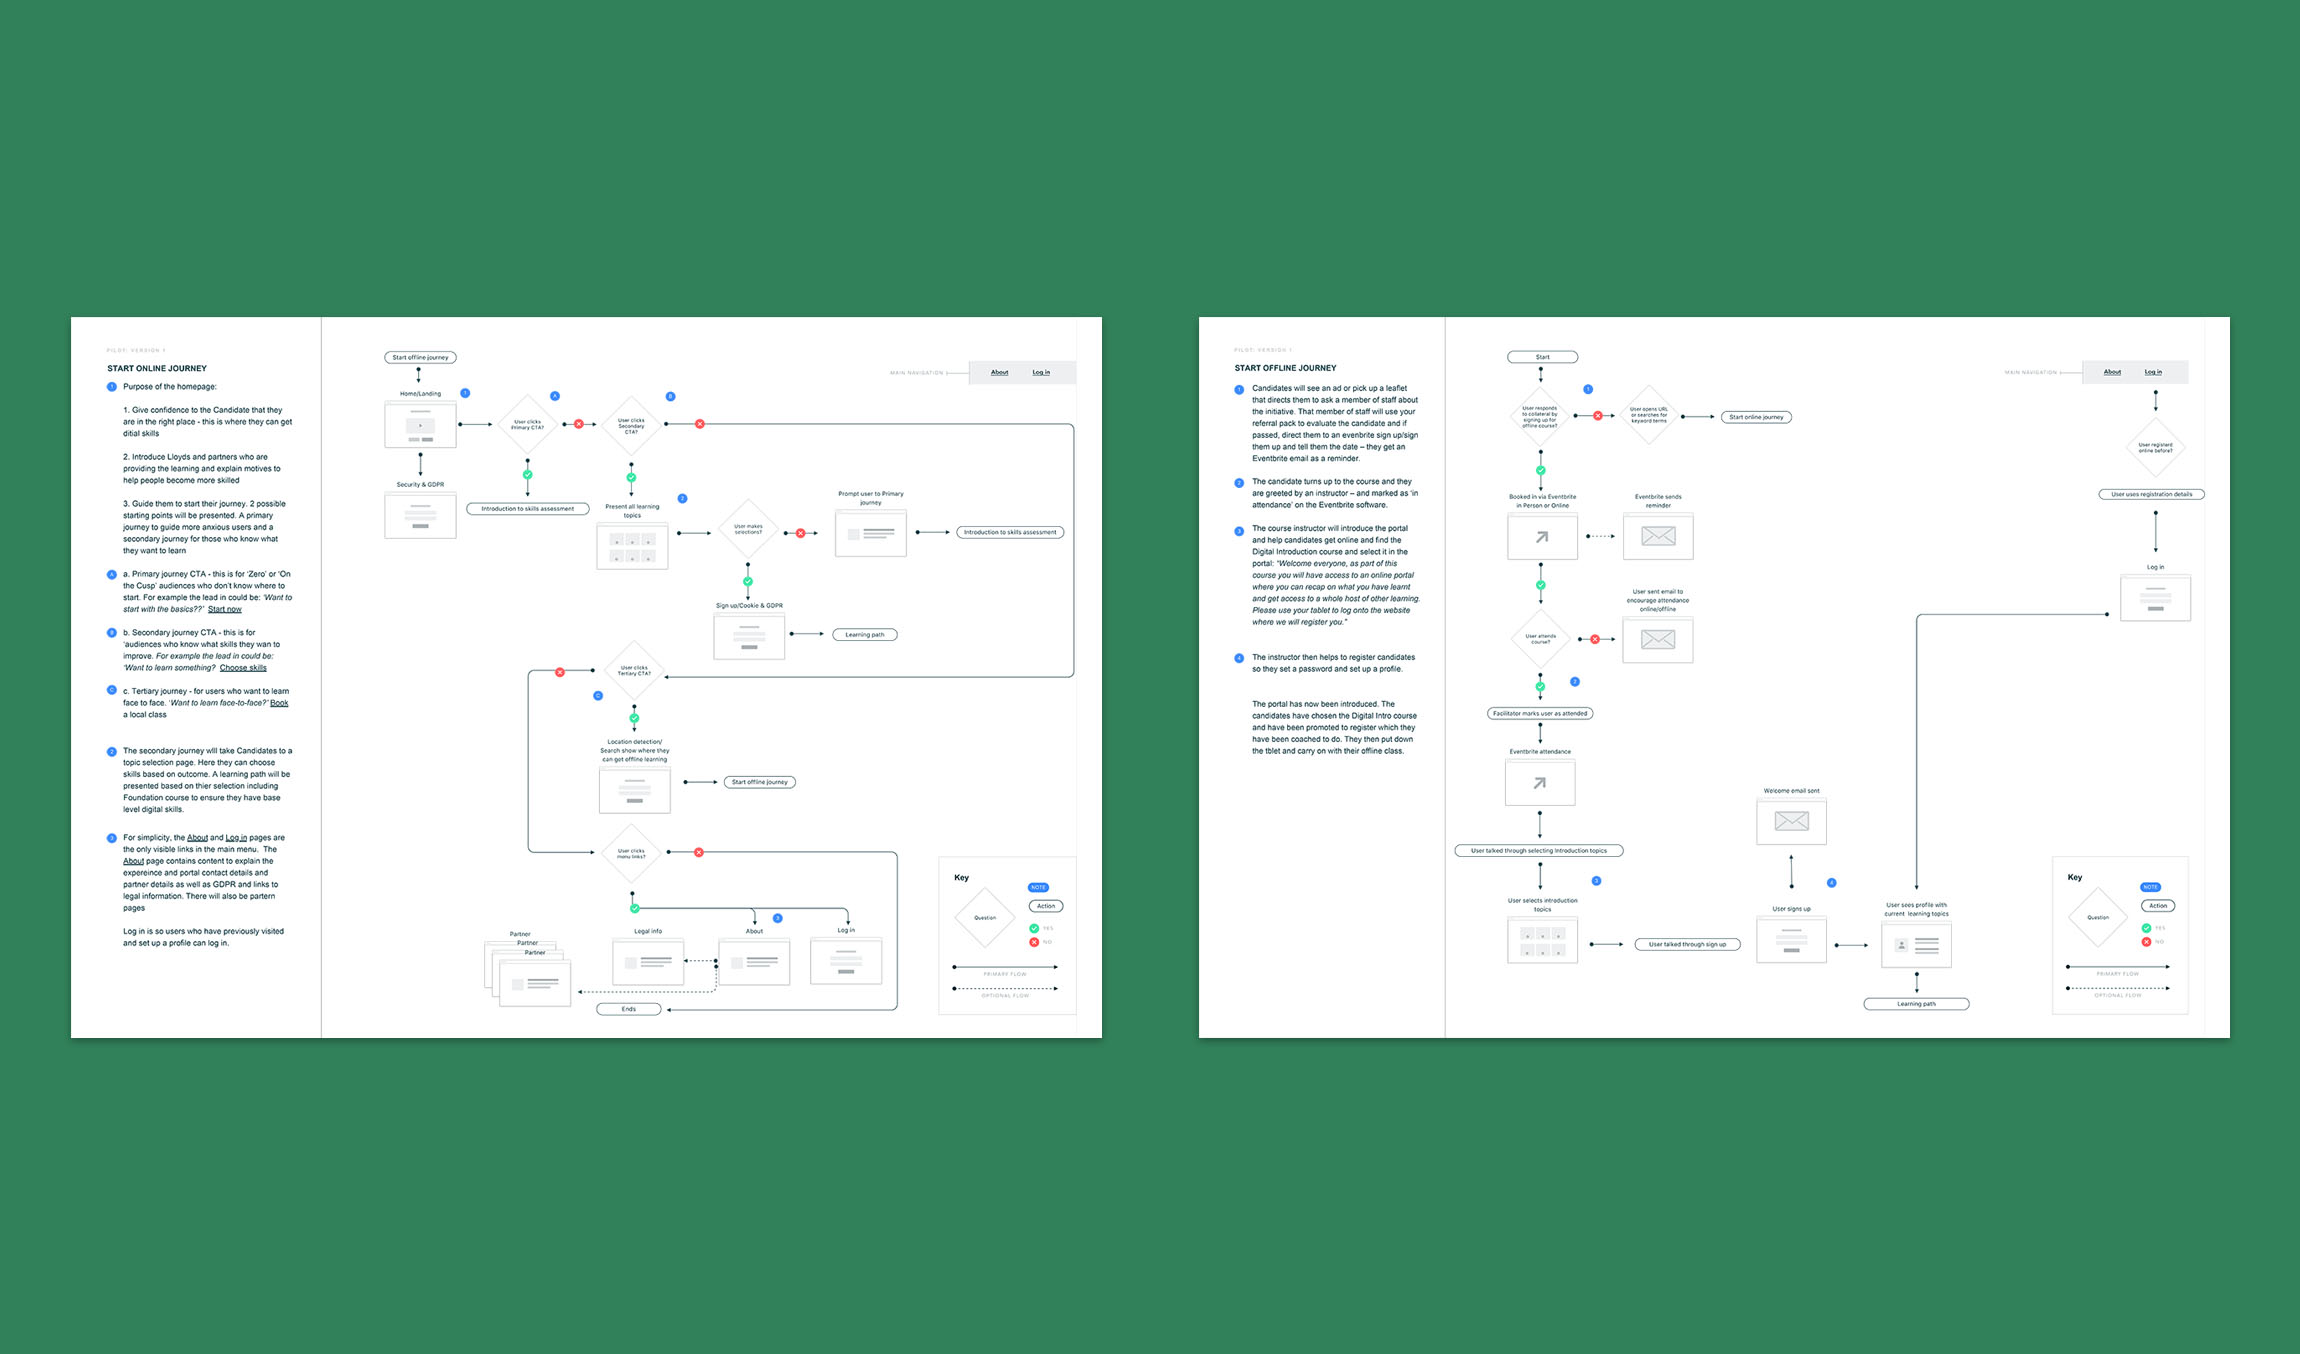 PILOT: VERSION 1
START ONLINE JOURNEY
1
Purpose of the homepage:
1. Give confidence to the Candidate that they
are in the right place - this is where they can get
ditial skills
2. Introduce Lloyds and partners who are
providing the learning and explain motives to
help people become more skilled
3. Guide them to start their journey. 2 possible
starting points will be presented. A primary
journey to guide more anxious users and a
secondary journey for those who know what
they want to learn
A
a. Primary journey CTA - this is for 'Zero' or 'On
the Cusp' audiences who don't know where to
start. For example the lead in could be: 'Want to
start with the basics??' Start now
B
b. Secondary journey CTA - this is for
'audiences who know what skills they wan to
improve. For example the lead in could be:
'Want to learn something? Choose skills
C
c. Tertiary journey - for users who want to learn
face to face. 'Want to learn face-to-face?' Book
a local class
2
The secondary journey will take Candidates to a
topic selection page. Here they can choose
skills based on outcome. A learning path will be
presented based on thier selection including
Foundation course to ensure they have base
level digital skills.
3
For simplicity, the About and Log in pages are
the only visible links in the main menu. The
About page contains content to explain the
expereince and portal contact details and
partner details as well as GDPR and links to
legal information. There will also be partern
pages
Log in is so users who have previously visited
and set up a profile can log in.
Start offline journey
MAIN NAVIGATION
About
Log in
Home/Landing
1
User clicks
Primary CTA?
A
User clicks
Secondary
CTA?
B
Security & GDPR
Introduction to skills assessment
Present all learning
topics
2
User makes
selections?
Prompt user to Primary
journey
Introduction to skills assessment
Sign up/Cookie & GDPR
Learning path
User clicks
Tertiary CTA?
C
Location detection/
Search show where they
can get offline learning
Start offline journey
User clicks
menu links?
3
Partner
Partner
Partner
Legal info
About
Log in
Ends
Key
Question
NOTE
Action
YES
NO
PRIMARY FLOW
OPTIONAL FLOW
PILOT: VERSION 1
START OFFLINE JOURNEY
1
Candidates will see an ad or pick up a leaflet
that directs them to ask a member of staff about
the initiative. That member of staff will use your
referral pack to evaluate the candidate and if
passed, direct them to an evenbrite sign up/sign
them up and tell them the date – they get an
Eventbrite email as a reminder.
2
The candidate turns up to the course and they
are greeted by an instructor – and marked as 'in
attendance' on the Eventbrite software.
3
The course instructor will introduce the portal
and help candidates get online and find the
Digital Introduction course and select it in the
portal: "Welcome everyone, as part of this
course you will have access to an online portal
where you can recap on what you have learnt
and get access to a whole host of other learning.
Please use your tablet to log onto the website
where we will register you."
4
The instructor then helps to register candidates
so they set a password and set up a profile.
The portal has now been introduced. The
candidates have chosen the Digital Intro course
and have been promoted to register which they
have been coached to do. They then put down
the tblet and carry on with their offline class.
Start
MAIN NAVIGATION
About
Log in
User responds
to collateral by
signing up for
offline course?
1
User opens URL
or searches for
keyword terms
Start online journey
User registerd
online before?
User uses registration details
Booked in via Eventbrite
in Person or Online
Eventbrite sends
reminder
Log in
User sent email to
encourage attendance
online/offline
User attends
course?
2
Facilitator marks user as attended
Eventbrite attendance
Welcome email sent
User talked through selecting Introduction topics
3
4
User selects introduction
topics
User talked through sign up
User signs up
User sees profile with
current learning topics
Learning path
Key
Question
NOTE
Action
YES
NO
PRIMARY FLOW
OPTIONAL FLOW